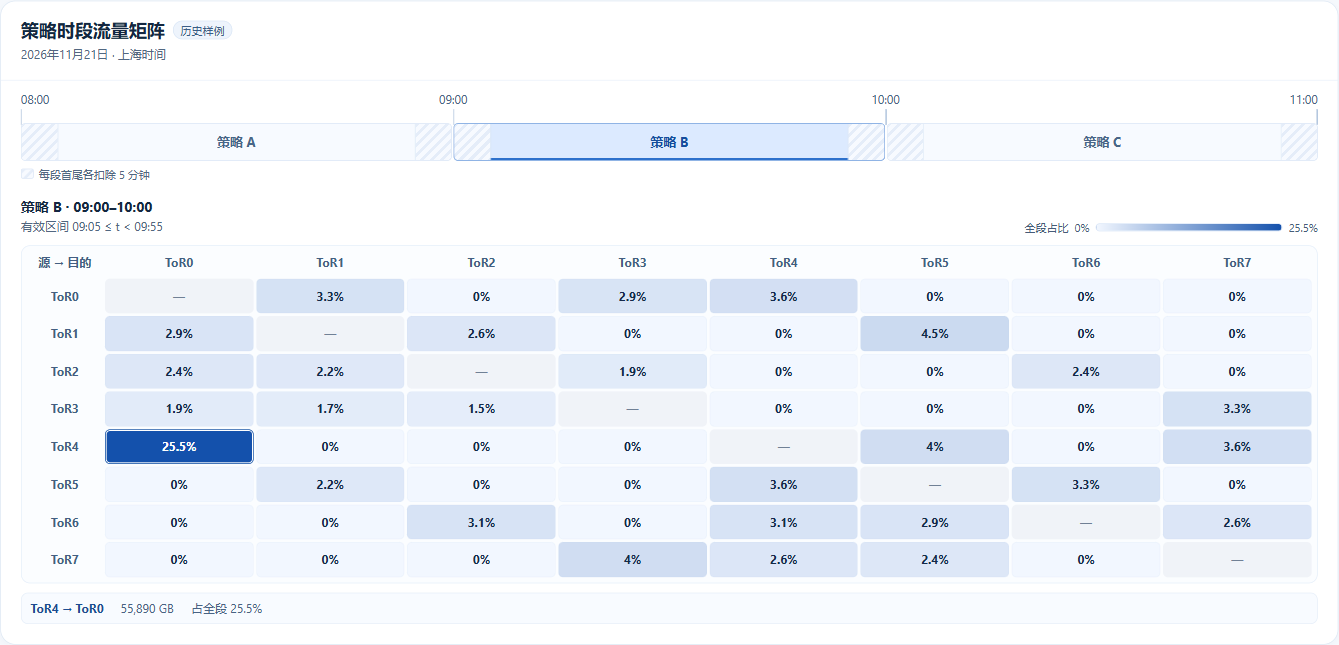 策略时段流量矩阵 历史样例
2026年11月21日 · 上海时间
08:00 09:00 10:00 11:00
策略 A 策略 B 策略 C
每段首尾各扣除 5 分钟
策略 B · 09:00–10:00
有效区间 09:05 ≤ t < 09:55
全段占比 0% 25.5%
源 → 目的 ToR0 ToR1 ToR2 ToR3 ToR4 ToR5 ToR6 ToR7
ToR0 — 3.3% 0% 2.9% 3.6% 0% 0% 0%
ToR1 2.9% — 2.6% 0% 0% 4.5% 0% 0%
ToR2 2.4% 2.2% — 1.9% 0% 0% 2.4% 0%
ToR3 1.9% 1.7% 1.5% — 0% 0% 0% 3.3%
ToR4 25.5% 0% 0% 0% — 4% 0% 3.6%
ToR5 0% 2.2% 0% 0% 3.6% — 3.3% 0%
ToR6 0% 0% 3.1% 0% 3.1% 2.9% — 2.6%
ToR7 0% 0% 0% 4% 2.6% 2.4% 0% —
ToR4 → ToR0 55,890 GB 占全段 25.5%